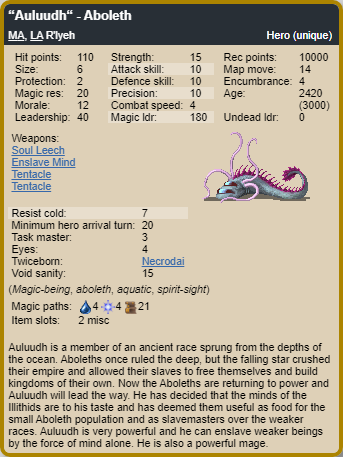 “Auluudh“ - Aboleth
MA, LA R'lyeh Hero (unique)
Hit points: 110 Strength: 15 Rec points: 10000
Size: 6 Attack skill: 10 Map move: 14
Protection: 2 Defence skill: 10 Encumbrance: 4
Magic res: 20 Precision: 10 Age: 2420
Morale: 12 Combat speed: 4 (3000)
Leadership: 40 Magic ldr: 180 Undead ldr: 0
Weapons:
Soul Leech
Enslave Mind
Tentacle
Tentacle
Resist cold: 7
Minimum hero arrival turn: 20
Task master: 3
Eyes: 4
Twiceborn: Necrodai
Void sanity: 15
(Magic-being, aboleth, aquatic, spirit-sight)
Magic paths: 4 4 21
Item slots: 2 misc
Auluudh is a member of an ancient race sprung from the depths of
the ocean. Aboleths once ruled the deep, but the falling star crushed
their empire and allowed their slaves to free themselves and build
kingdoms of their own. Now the Aboleths are returning to power and
Auluudh will lead the way. He has decided that the minds of the
Illithids are to his taste and has deemed them useful as food for the
small Aboleth population and as slavemasters over the weaker
races. Auluudh is very powerful and he can enslave weaker beings
by the force of mind alone. He is also a powerful mage.